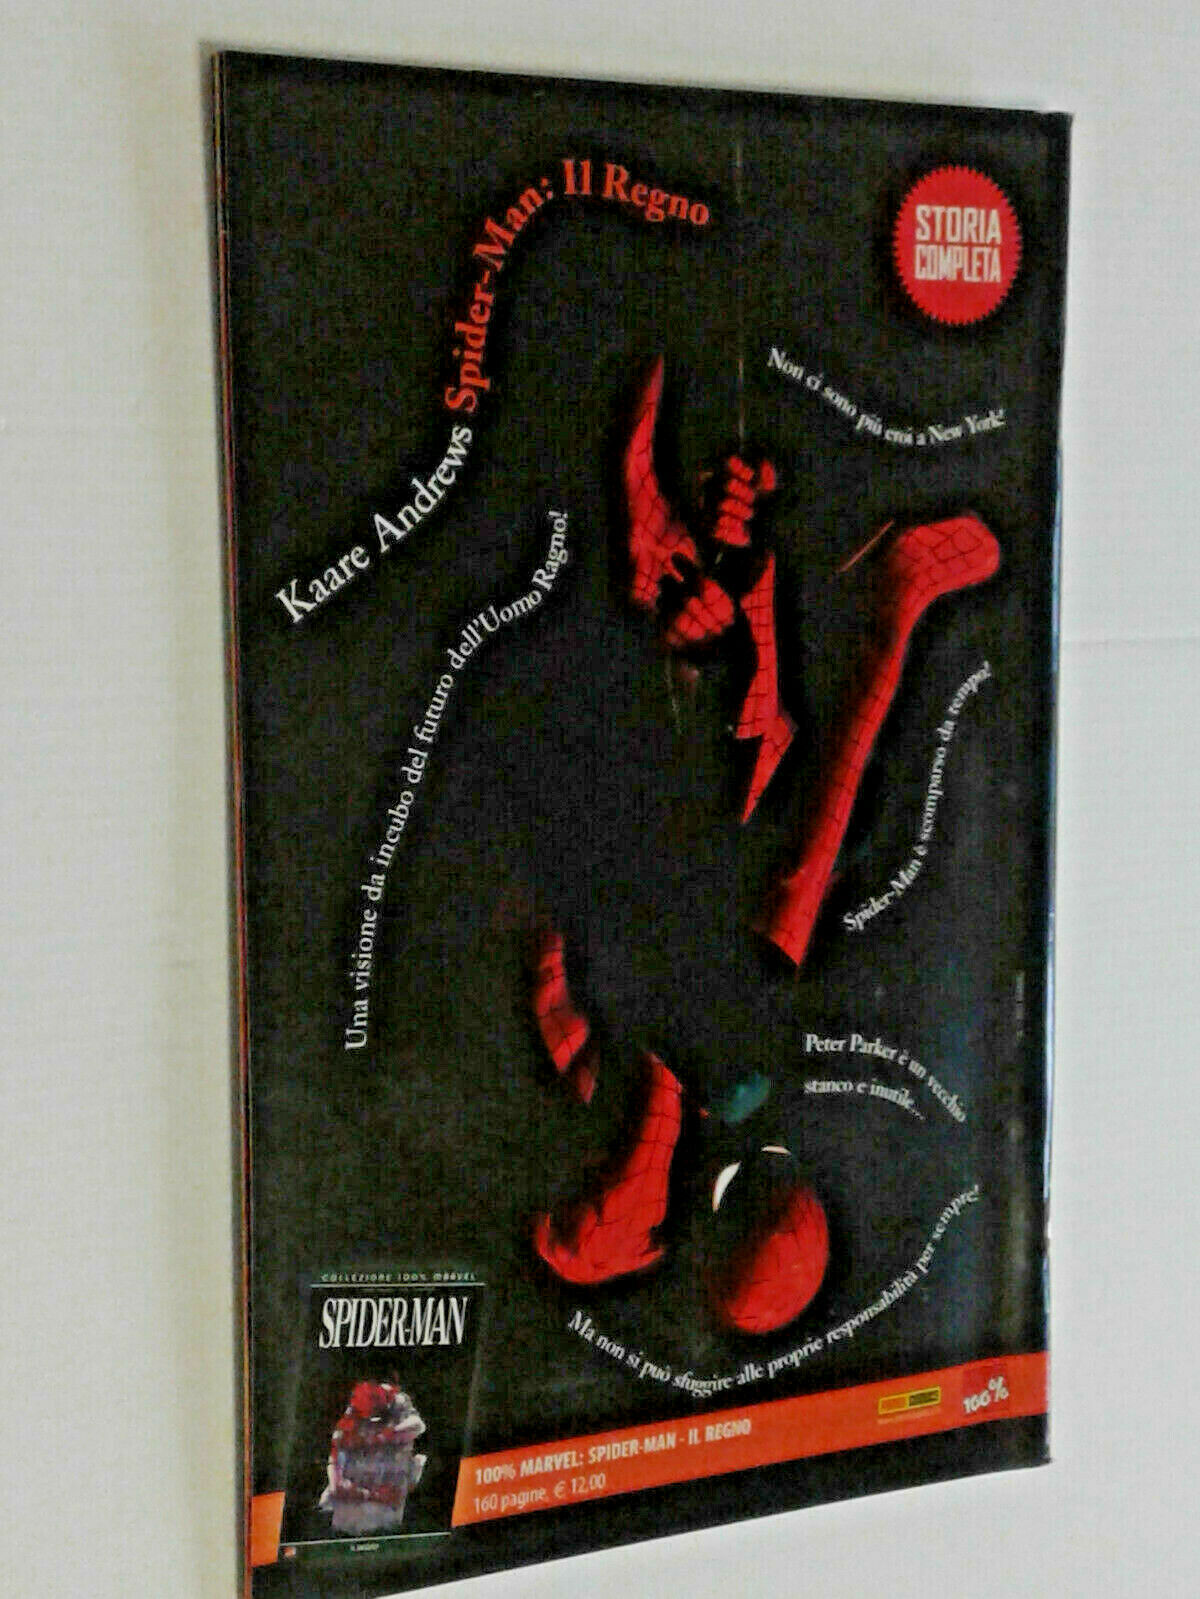 Kaare Andrews Spider-Man: Il Regno
STORIA
COMPLETA
Non ci sono più eroi a New York!
Una visione da incubo del futuro dell'Uomo Ragno!
Spider-Man è scomparso da tempo!
Peter Parker è un vecchio
stanco e inutile...
Ma non si può sfuggire alle proprie responsabilità per sempre!
COLLEZIONE 100% MARVEL
SPIDER-MAN
IL REGNO
100% MARVEL: SPIDER-MAN - IL REGNO
160 pagine, € 12,00
100%